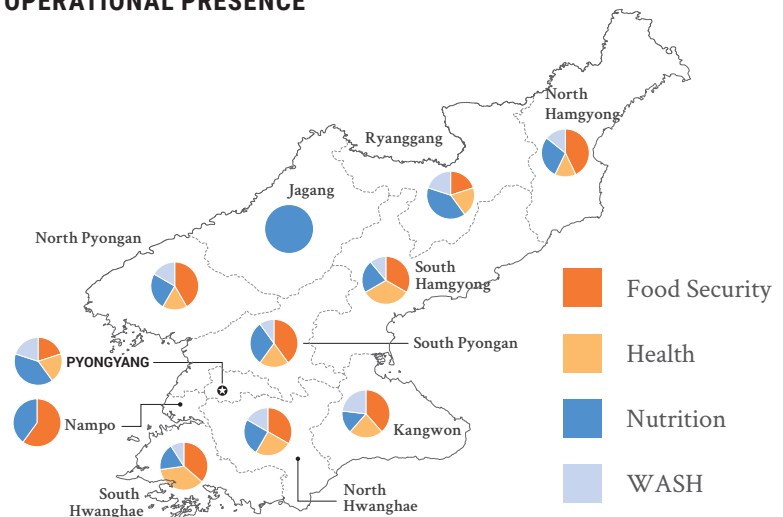 OPERATIONAL PRESENCE
North
Hamgyong
Ryanggang
Jagang
North Pyongan
South
Hamgyong
South Pyongan
PYONGYANG
Nampo
Kangwon
North
Hwanghae
South
Hwanghae
Food Security
Health
Nutrition
WASH